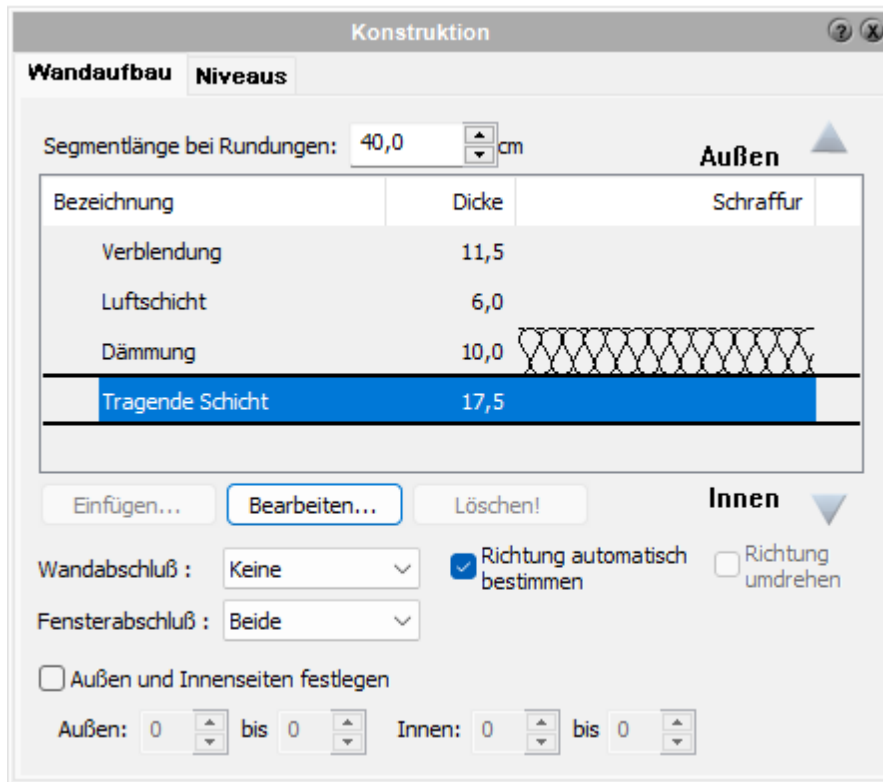 Konstruktion
Wandaufbau Niveaus
Segmentlänge bei Rundungen: 40,0 cm
Außen
Bezeichnung Dicke Schraffur
Verblendung 11,5
Luftschicht 6,0
Dämmung 10,0
Tragende Schicht 17,5
Einfügen... Bearbeiten... Löschen! Innen
Wandabschluß : Keine Richtung automatisch bestimmen Richtung umdrehen
Fensterabschluß : Beide
Außen und Innenseiten festlegen
Außen: 0 bis 0 Innen: 0 bis 0